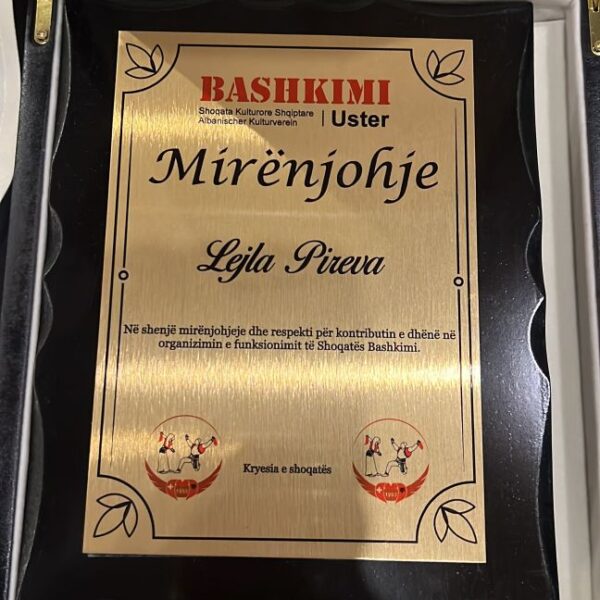 BASHKIMI
Shoqata Kulturore Shqiptare
Albanischer Kulturverein | Uster
Mirënjohje
Lejla Pireva
Në shenjë mirënjohjeje dhe respekti për kontributin e dhënë në
organizimin e funksionimit të Shoqatës Bashkimi.
Kryesia e shoqatës